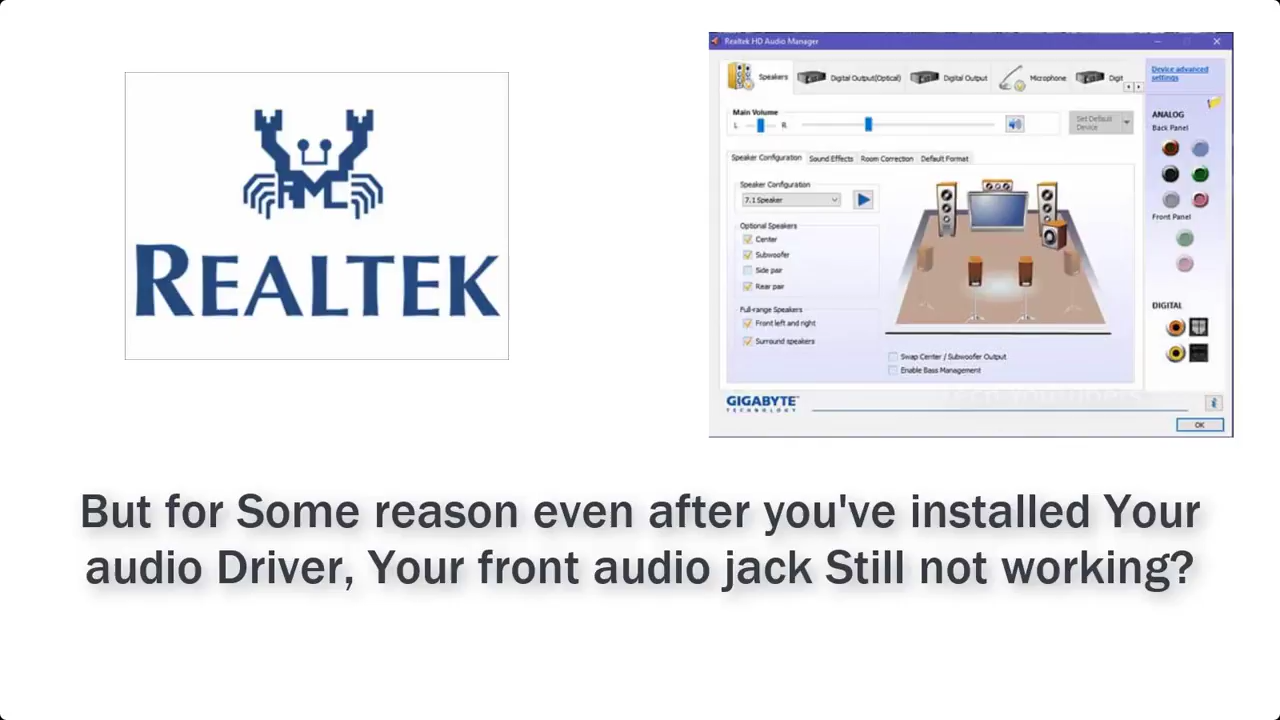 REALTEK
Realtek HD Audio Manager
Speakers
Digital Output(Optical)
Digital Output
Microphone
Digit
Device advanced
settings
Main Volume
L
R
Set Default
Device
ANALOG
Back Panel
Speaker Configuration
Sound Effects
Room Correction
Default Format
Speaker Configuration
7.1 Speaker
Optional Speakers
Center
Subwoofer
Side pair
Rear pair
Full-range Speakers
Front left and right
Surround speakers
Swap Center / Subwoofer Output
Enable Bass Management
Front Panel
DIGITAL
GIGABYTE
TECHNOLOGY
OK
But for Some reason even after you've installed Your
audio Driver, Your front audio jack Still not working?